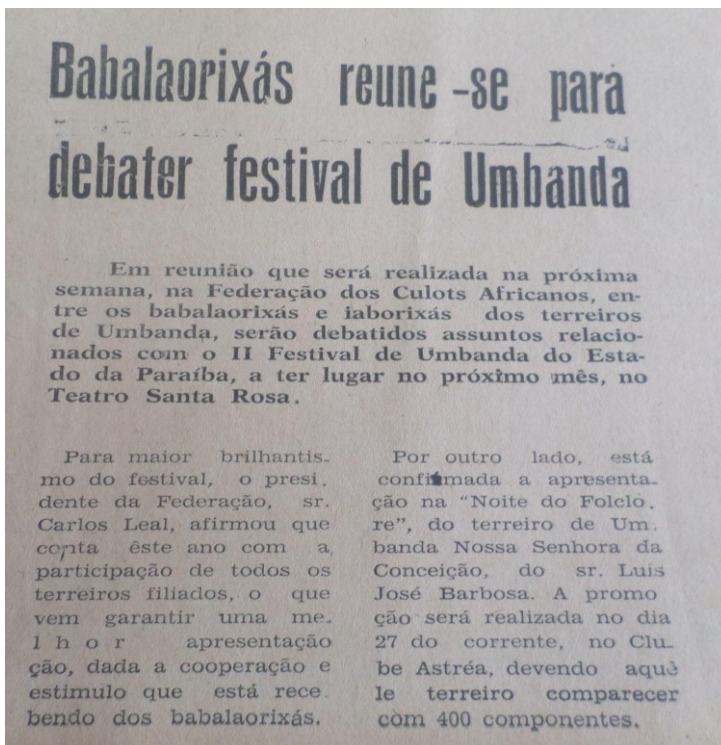 Babalaorixás reune-se para
debater festival de Umbanda
Em reunião que será realizada na próxima
semana, na Federação dos Culots Africanos, en-
tre os babalaorixás e iaborixás dos terreiros
de Umbanda, serão debatidos assuntos relacio-
nados com o II Festival de Umbanda do Esta-
do da Paraíba, a ter lugar no próximo mês, no
Teatro Santa Rosa.
Para maior brilhantis-
mo do festival, o presi.
dente da Federação, sr.
Carlos Leal, afirmou que
conta êste ano com a
participação de todos os
terreiros filiados, o que
vem garantir uma me-
lhor apresentação
ção, dada a cooperação e
estimulo que está rece
bendo dos babalaorixás.
Por outro lado, está
confirmada a apresenta-
ção na "Noite do Folclo.
re", do terreiro de Um.
banda Nossa Senhora da
Conceição, do sr. Luís
José Barbosa. A promo
ção será realizada no dia
27 do corrente, no Clu-
be Astréa, devendo aquê
le terreiro comparecer
com 400 componentes.